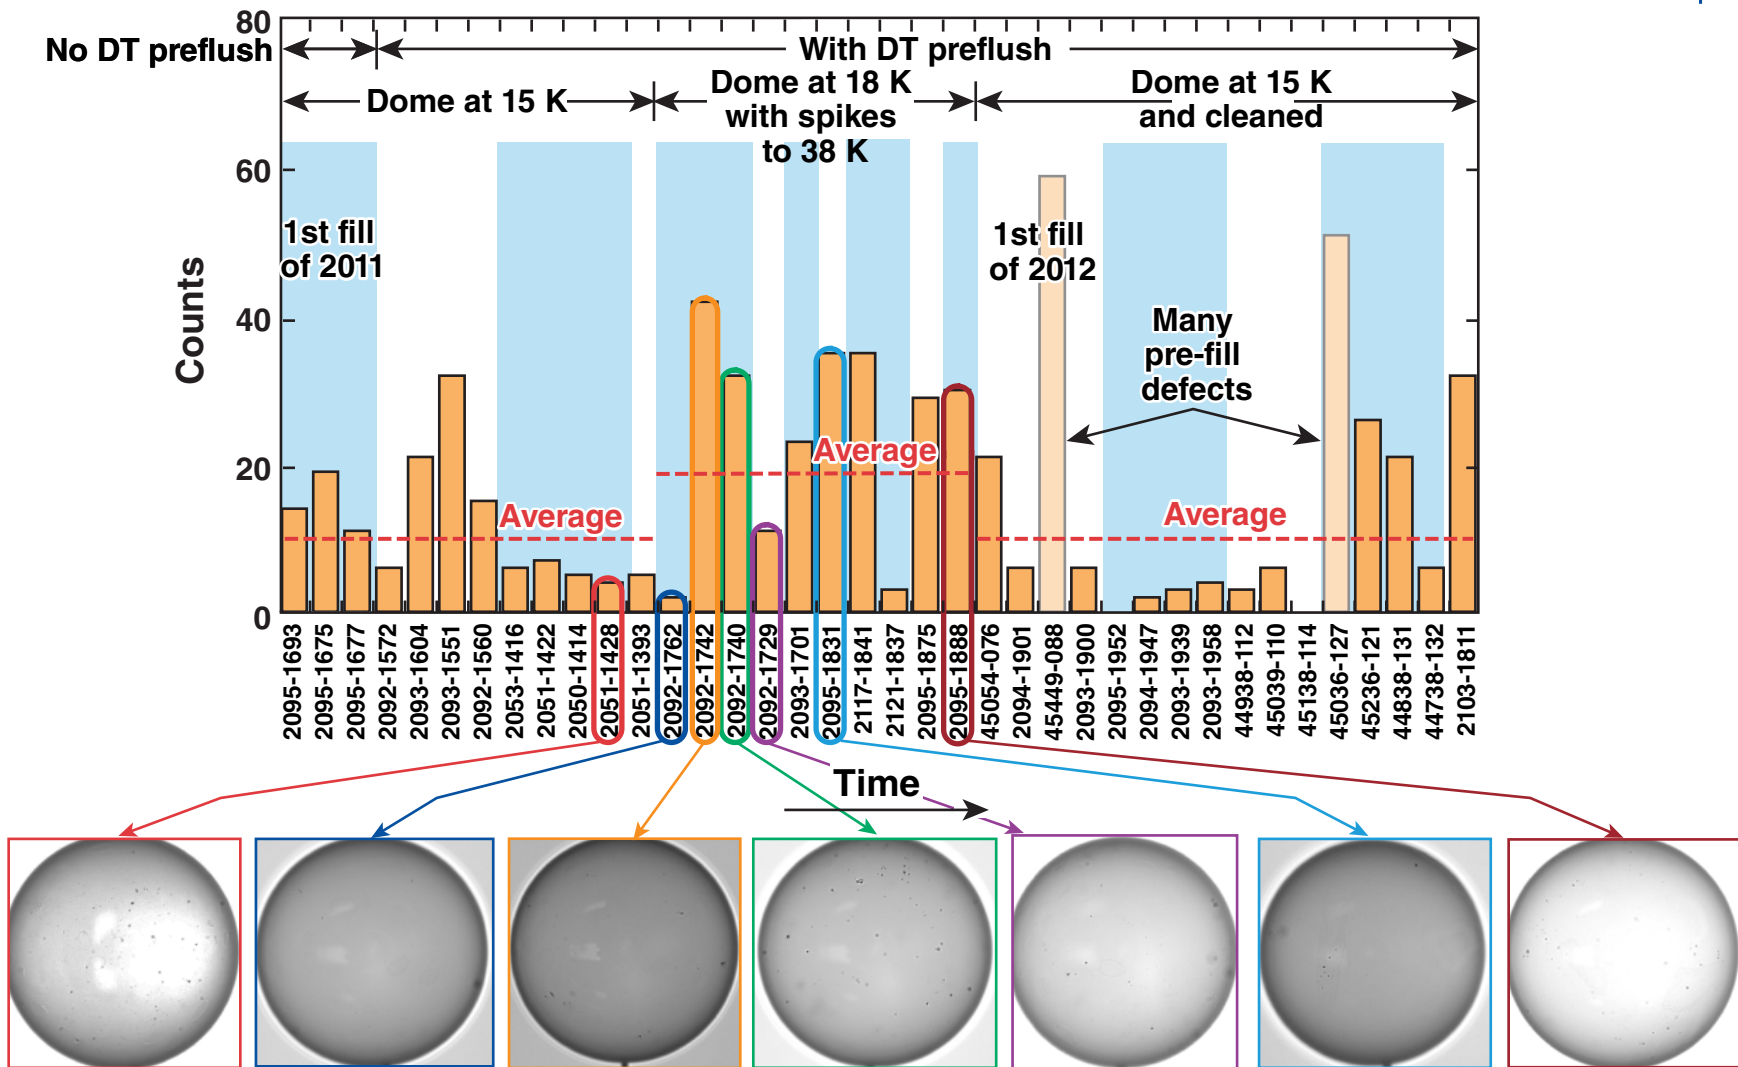 80
No DT preflush
With DT preflush
Dome at 15 K
Dome at 18 K
with spikes
to 38 K
Dome at 15 K
and cleaned
60
1st fill
of 2011
1st fill
of 2012
Counts
40
Many
pre-fill
defects
20
Average
Average
Average
0
2095-1693
2095-1675
2095-1677
2092-1572
2093-1604
2093-1551
2092-1560
2053-1416
2051-1422
2050-1414
2051-1428
2051-1393
2092-1762
2092-1742
2092-1740
2092-1729
2093-1701
2095-1831
2117-1841
2121-1837
2095-1875
2095-1888
45054-076
2094-1901
45449-088
2093-1900
2095-1952
2094-1947
2093-1939
2093-1958
44938-112
45039-110
45138-114
45036-127
45236-121
44838-131
44738-132
2103-1811
Time